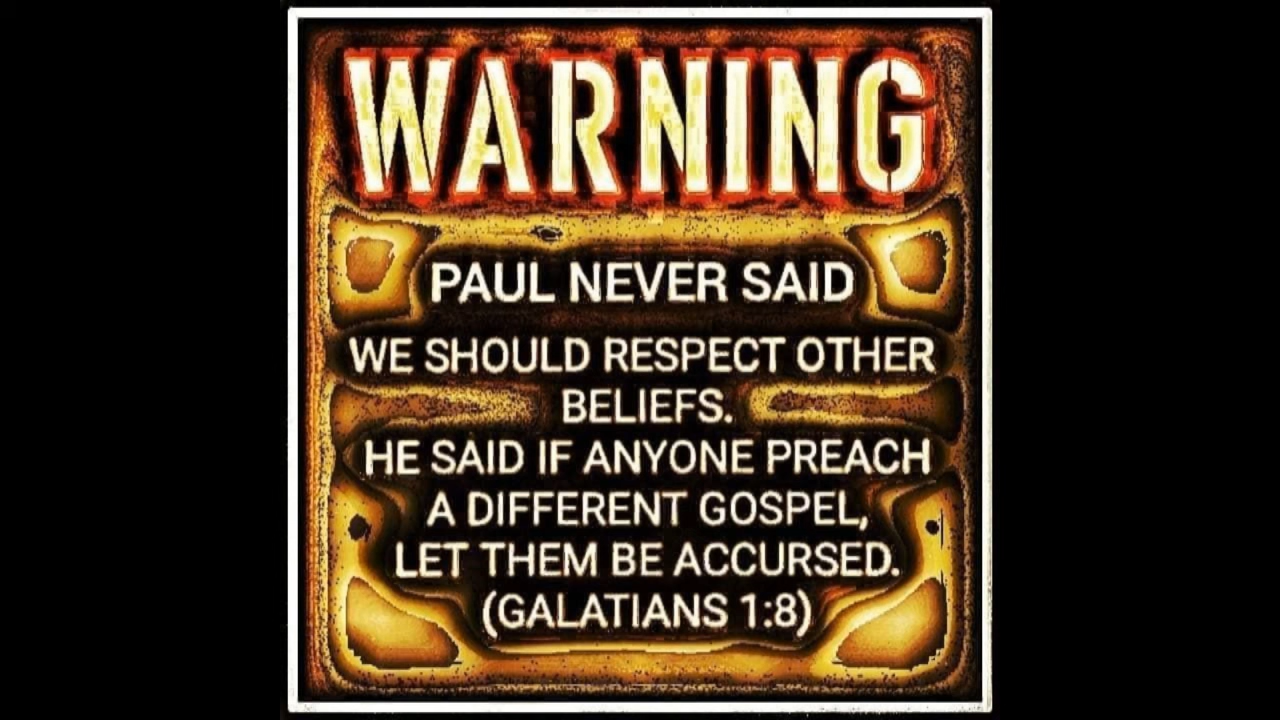 WARNING
PAUL NEVER SAID
WE SHOULD RESPECT OTHER
BELIEFS.
HE SAID IF ANYONE PREACH
A DIFFERENT GOSPEL,
LET THEM BE ACCURSED.
(GALATIANS 1:8)